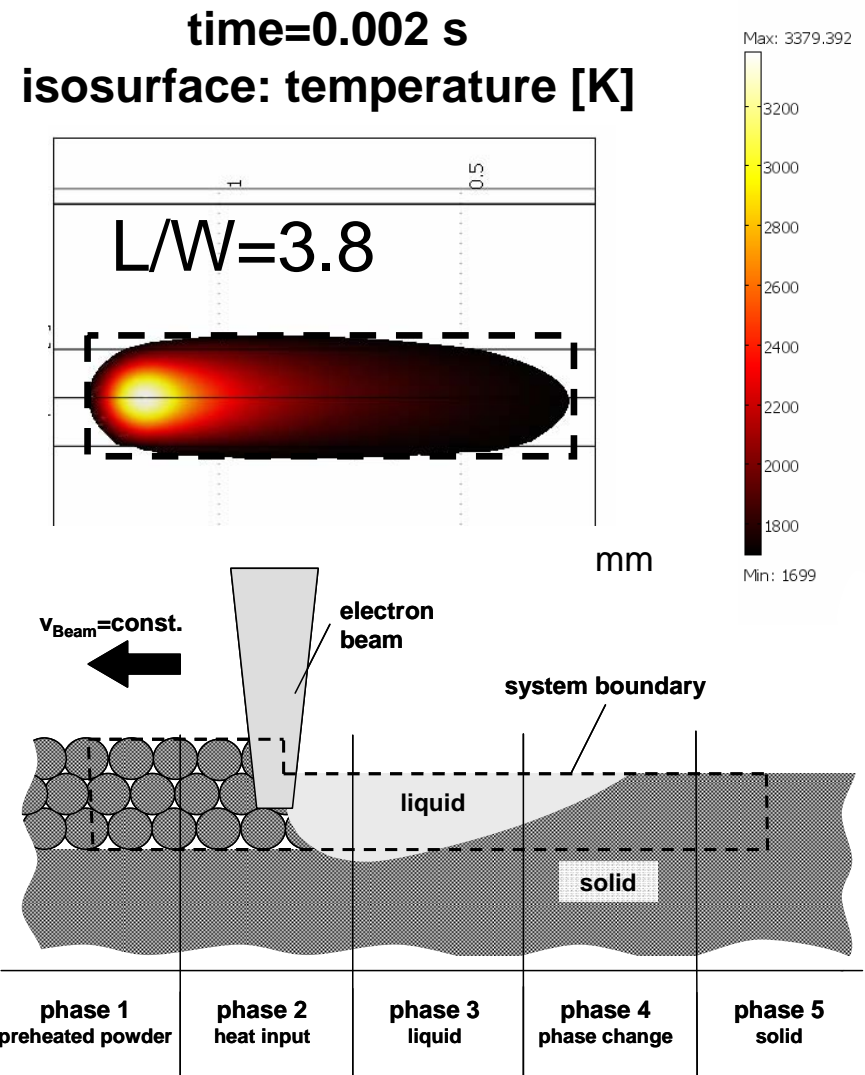 time=0.002 s
isosurface: temperature [K]
Max: 3379.392
3200
3000
2800
2600
2400
2200
2000
1800
Min: 1699
1
0.5
L/W=3.8
mm
electron
beam
v_Beam=const.
system boundary
liquid
solid
phase 1
preheated powder
phase 2
heat input
phase 3
liquid
phase 4
phase change
phase 5
solid